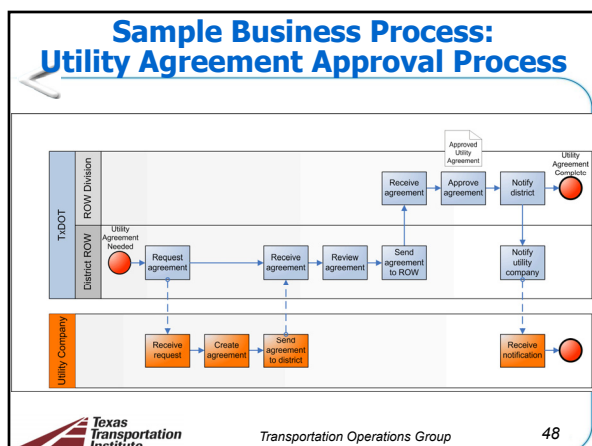 Sample Business Process:
Utility Agreement Approval Process
Approved
Utility
Agreement
Utility
Agreement
Complete
TxDOT
ROW Division
Receive
agreement
Approve
agreement
Notify
district
District ROW
Utility
Agreement
Needed
Request
agreement
Receive
agreement
Review
agreement
Send
agreement
to ROW
Notify
utility
company
Utility Company
Receive
request
Create
agreement
Send
agreement
to district
Receive
notification
Texas
Transportation
Institute
Transportation Operations Group
48